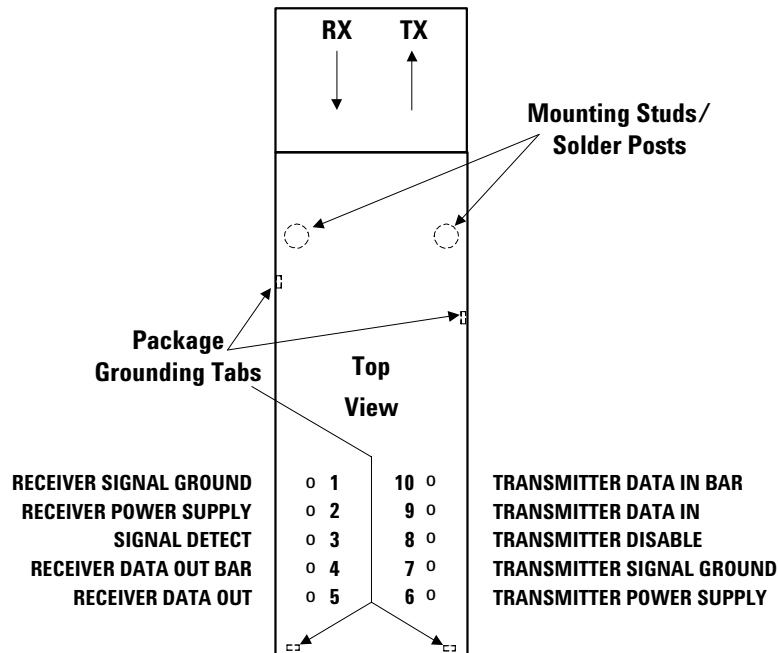 RX TX
Mounting Studs/
Solder Posts
Package
Grounding Tabs
Top
View
RECEIVER SIGNAL GROUND o 1 10 o TRANSMITTER DATA IN BAR
RECEIVER POWER SUPPLY o 2 9 o TRANSMITTER DATA IN
SIGNAL DETECT o 3 8 o TRANSMITTER DISABLE
RECEIVER DATA OUT BAR o 4 7 o TRANSMITTER SIGNAL GROUND
RECEIVER DATA OUT o 5 6 o TRANSMITTER POWER SUPPLY